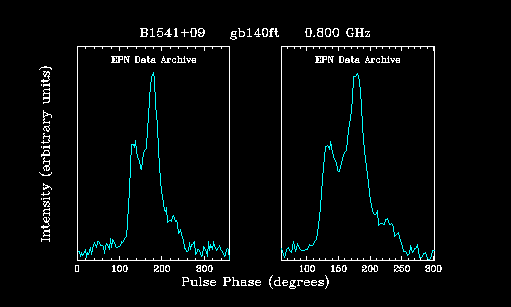 B1541+09 gb140ft 0.800 GHz
EPN Data Archive EPN Data Archive
Intensity (arbitrary units)
0 100 200 300 100 150 200 250 300
Pulse Phase (degrees)